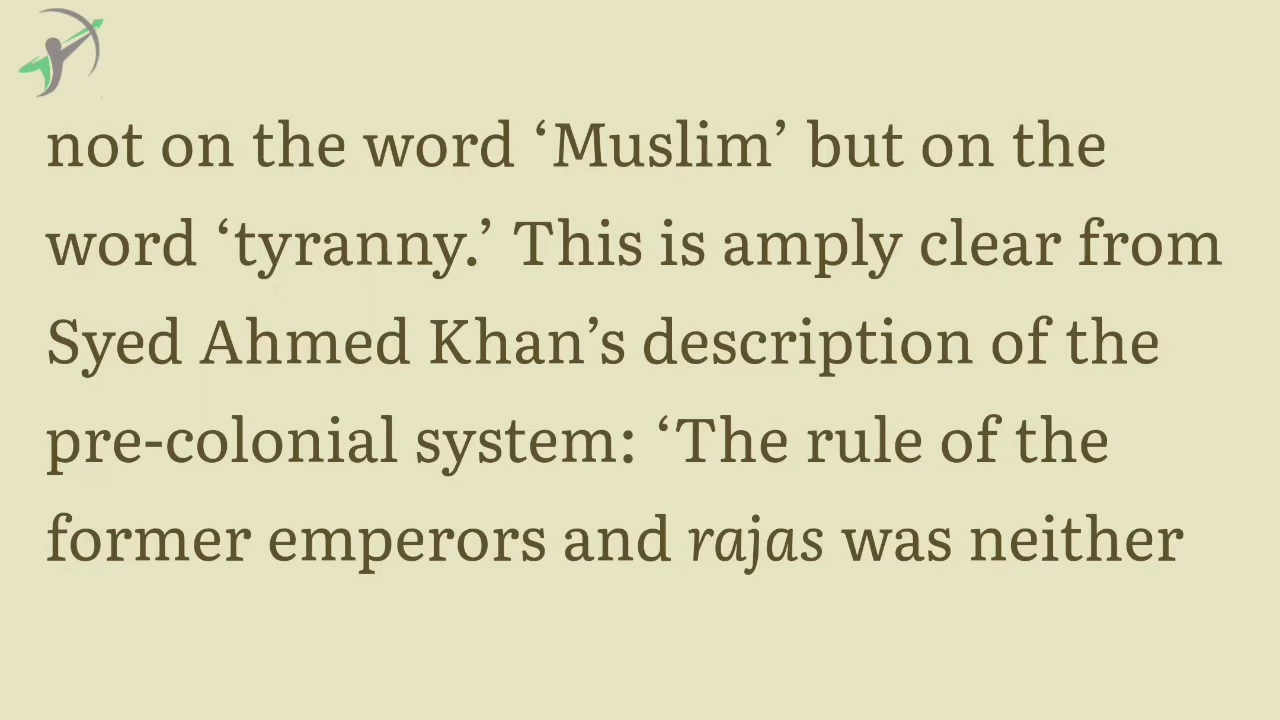 not on the word ‘Muslim’ but on the
word ‘tyranny.’ This is amply clear from
Syed Ahmed Khan’s description of the
pre-colonial system: ‘The rule of the
former emperors and rajas was neither